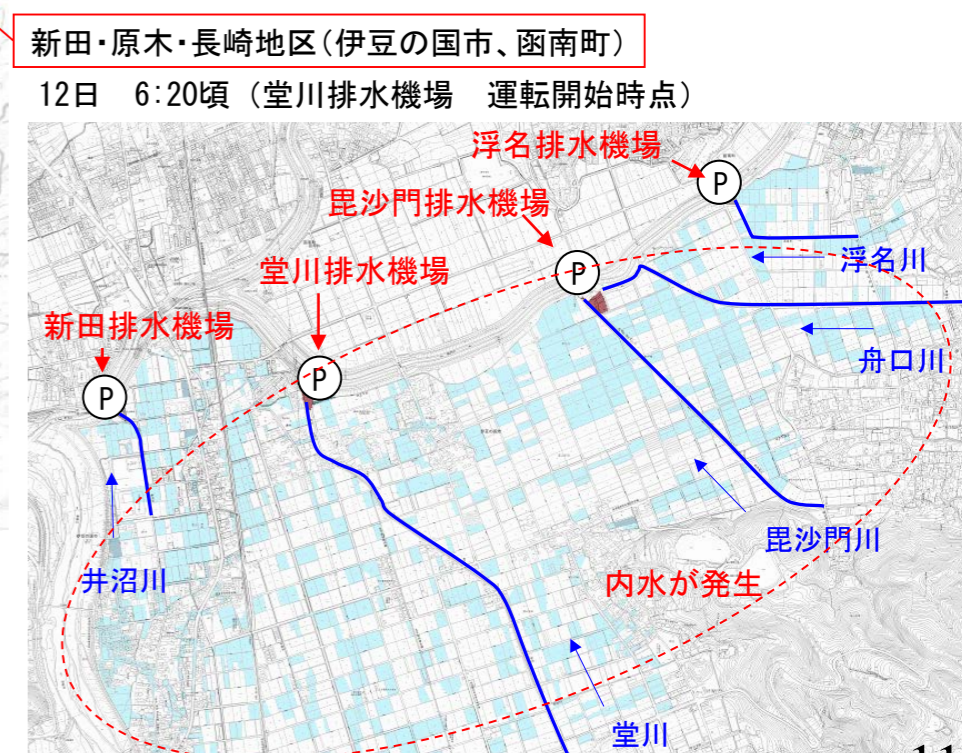 新田・原木・長崎地区(伊豆の国市、函南町)
12日　6:20頃 (堂川排水機場　運転開始時点)
浮名排水機場
P
毘沙門排水機場
P
浮名川
堂川排水機場
P
舟口川
新田排水機場
P
毘沙門川
井沼川
内水が発生
堂川
11